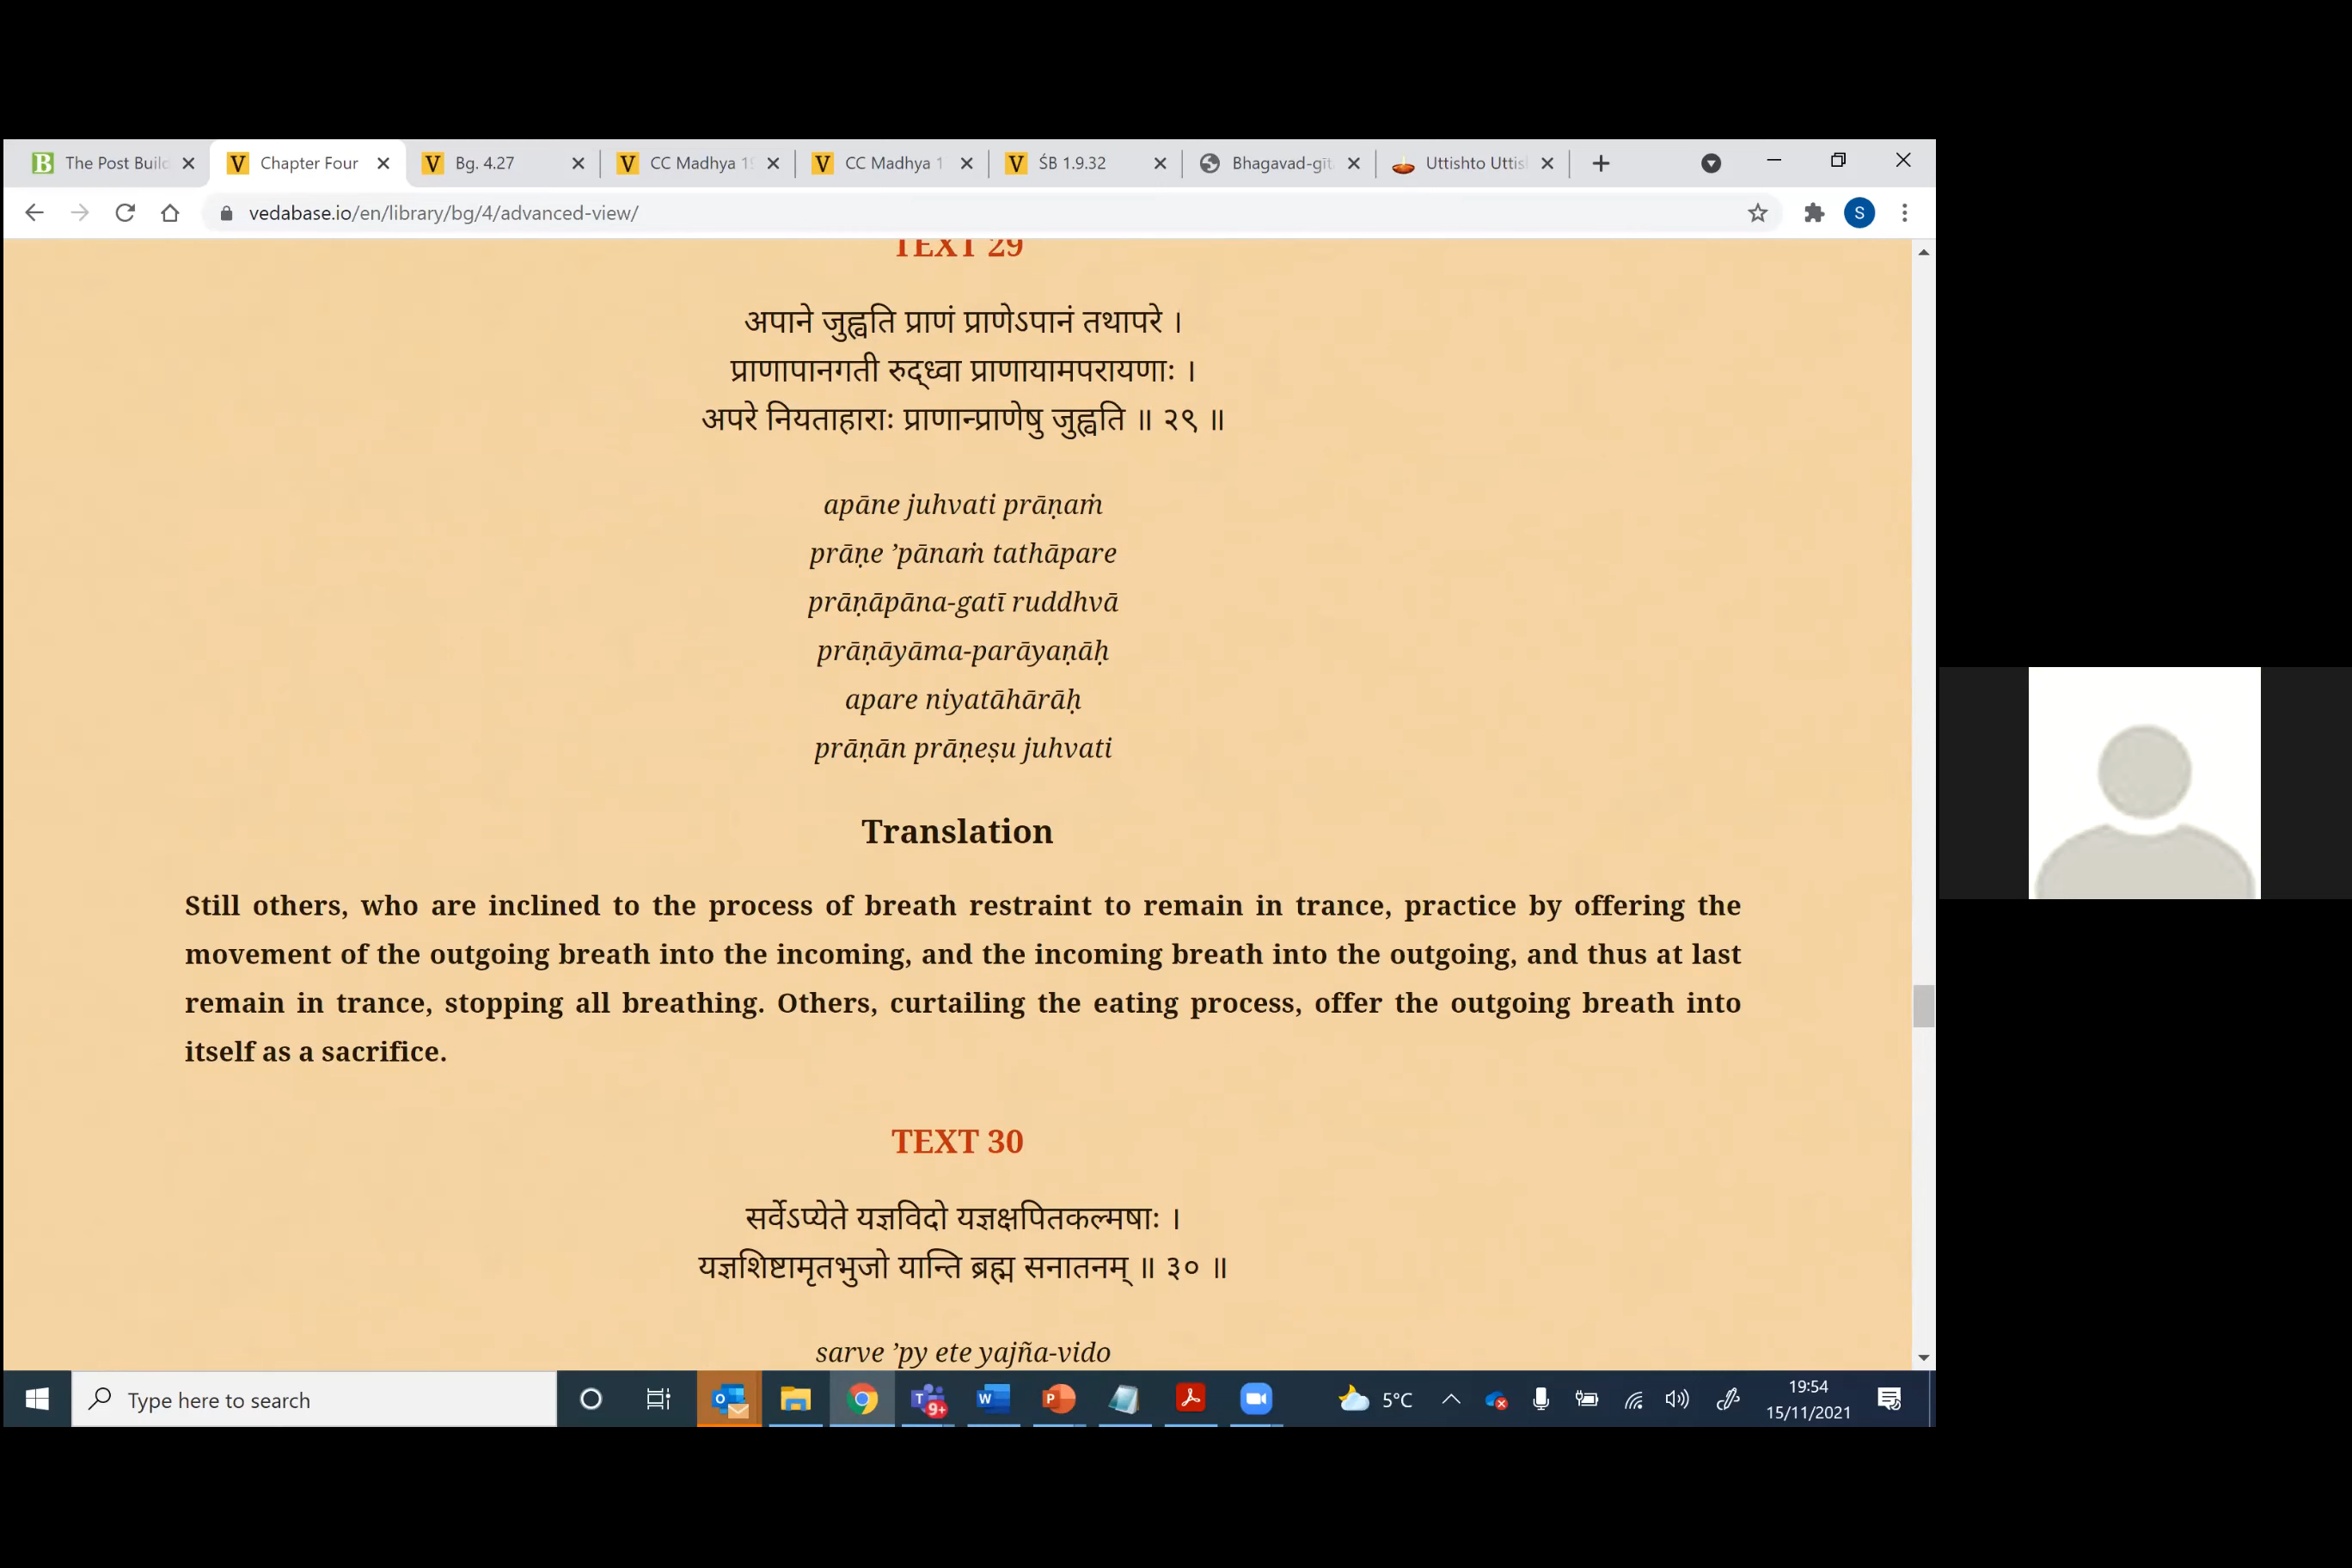 The Post Build
Chapter Four
Bg. 4.27
CC Madhya 19
CC Madhya 1
ŚB 1.9.32
Bhagavad-gīt
Uttishto Uttis
vedabase.io/en/library/bg/4/advanced-view/
S
TEXT 29
अपाने जुह्वति प्राणं प्राणेऽपानं तथापरे ।
प्राणापानगती रुद्ध्वा प्राणायामपरायणाः ।
अपरे नियताहाराः प्राणान्प्राणेषु जुह्वति ॥ २९ ॥
apāne juhvati prāṇaṁ
prāṇe ’pānaṁ tathāpare
prāṇāpāna-gatī ruddhvā
prāṇāyāma-parāyaṇāḥ
apare niyatāhārāḥ
prāṇān prāṇeṣu juhvati
Translation
Still others, who are inclined to the process of breath restraint to remain in trance, practice by offering the
movement of the outgoing breath into the incoming, and the incoming breath into the outgoing, and thus at last
remain in trance, stopping all breathing. Others, curtailing the eating process, offer the outgoing breath into
itself as a sacrifice.
TEXT 30
सर्वेऽप्येते यज्ञविदो यज्ञक्षपितकल्मषाः ।
यज्ञशिष्टामृतभुजो यान्ति ब्रह्म सनातनम् ॥ ३० ॥
sarve ’py ete yajña-vido
Type here to search
9+
5°C
19:54
15/11/2021